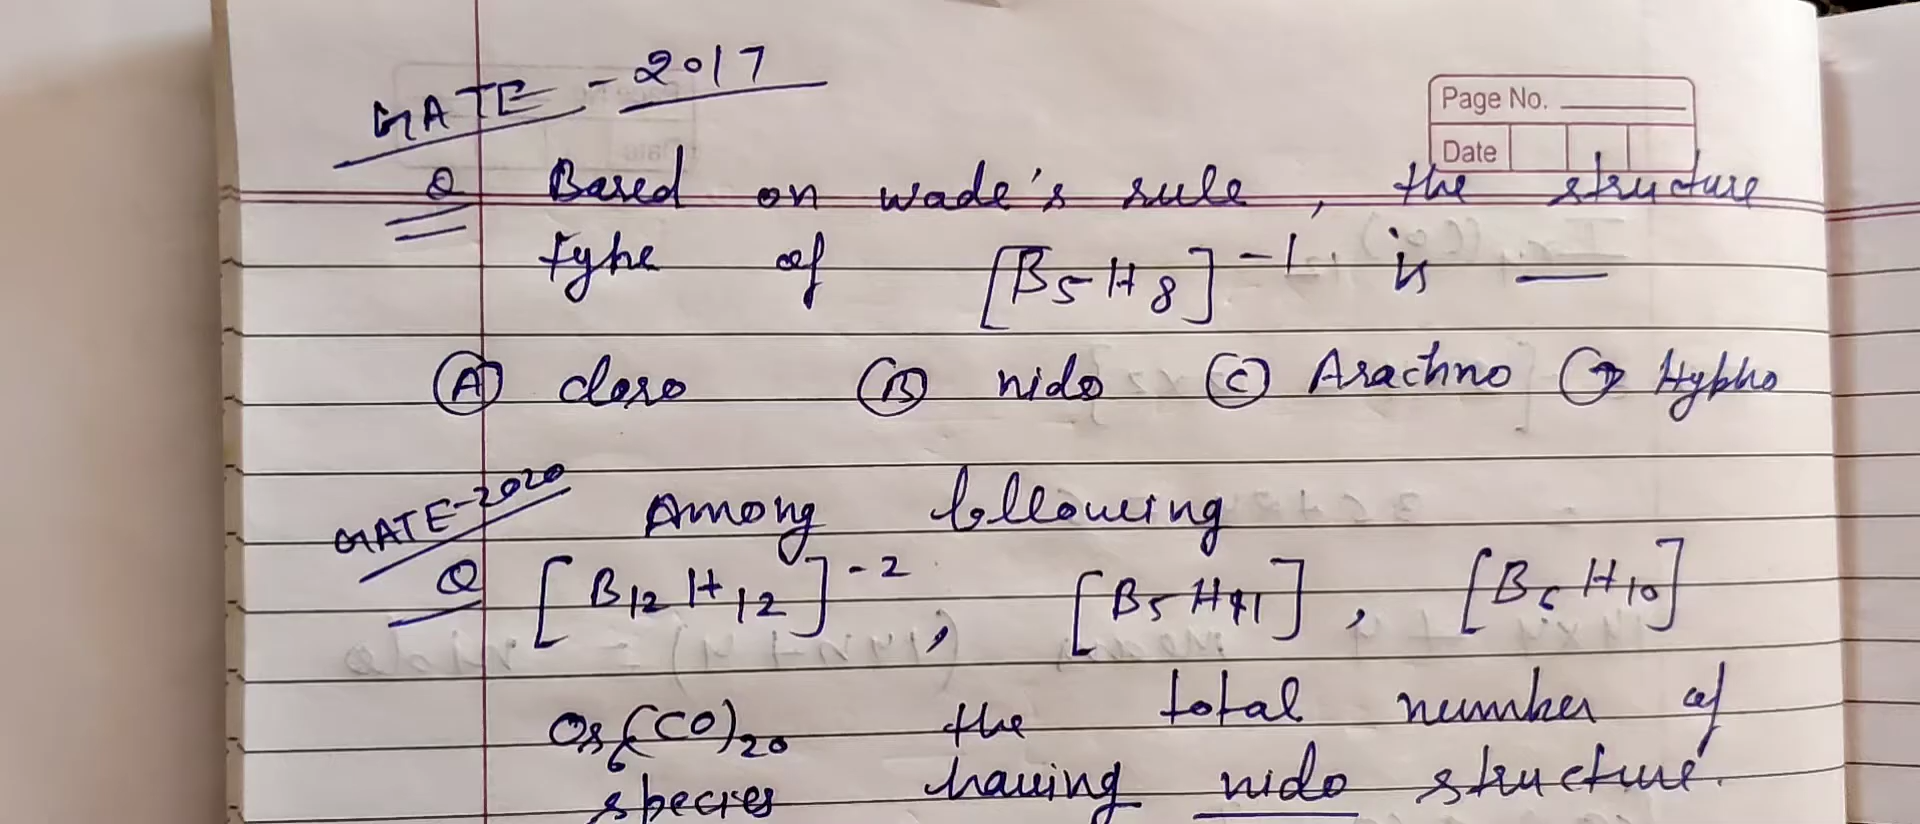 GATE - 2017
Page No.
Date
Q Based on wade's rule, the structure
type of [B5H8]^-1 is —
(A) closo (B) nido (C) Arachno (D) Hypho
GATE-2020
Q Among following
[B12H12]^-2, [B5H11], [B6H10]
Os6(CO)20 the total number of
species having nido structure.